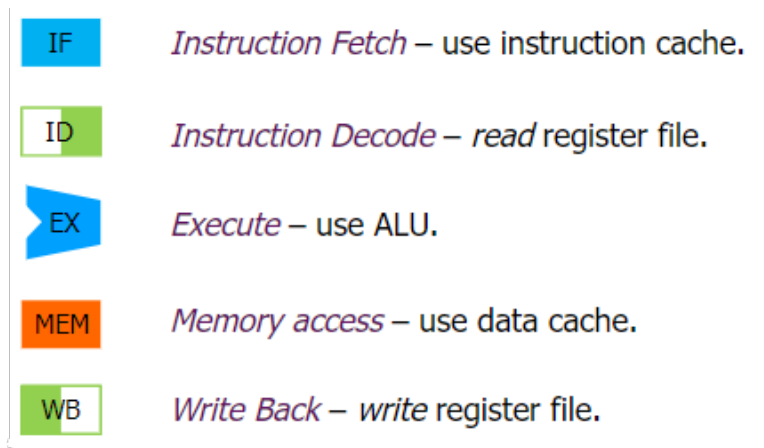 IF Instruction Fetch – use instruction cache.
ID Instruction Decode – read register file.
EX Execute – use ALU.
MEM Memory access – use data cache.
WB Write Back – write register file.